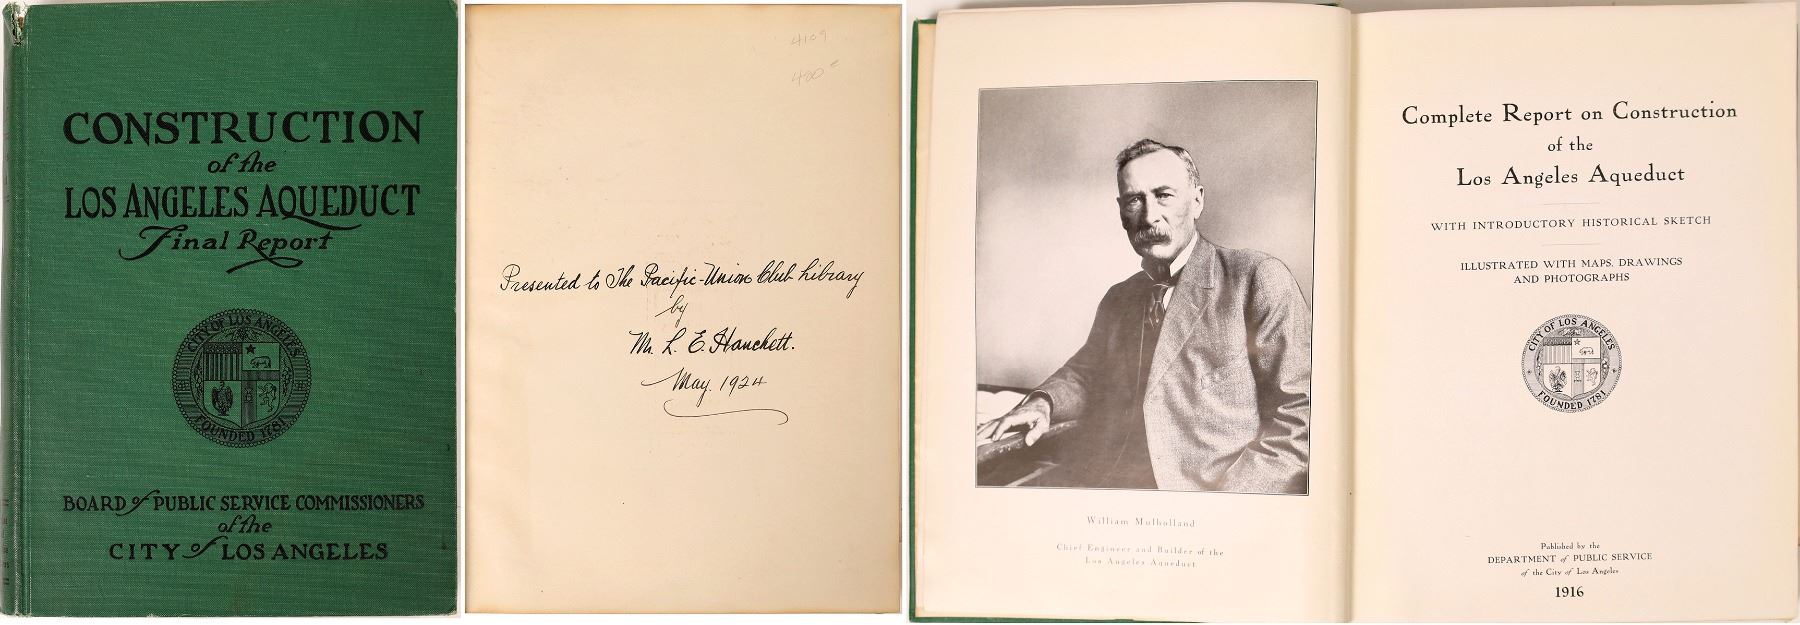 CONSTRUCTION
of the
LOS ANGELES AQUEDUCT
Final Report
CITY OF LOS ANGELES
FOUNDED 1781
BOARD of PUBLIC SERVICE COMMISSIONERS
of the
CITY of LOS ANGELES
4109
400
Presented to The Pacific-Union Club Library
by
Mr. L. E. Hanchett.
May. 1924
William Mulholland
Chief Engineer and Builder of the
Los Angeles Aqueduct
Complete Report on Construction
of the
Los Angeles Aqueduct
WITH INTRODUCTORY HISTORICAL SKETCH
ILLUSTRATED WITH MAPS, DRAWINGS
AND PHOTOGRAPHS
CITY OF LOS ANGELES
FOUNDED 1781
Published by the
DEPARTMENT of PUBLIC SERVICE
of the City of Los Angeles
1916